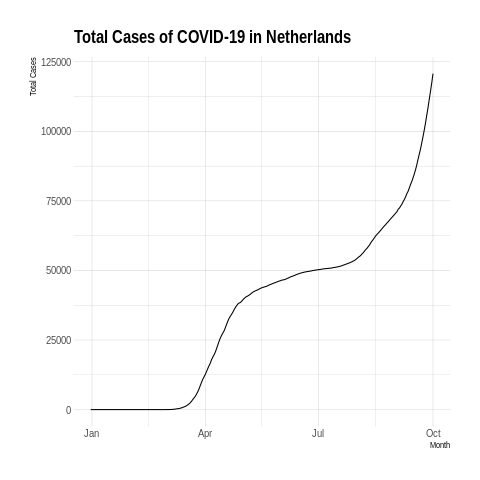 Total Cases of COVID-19 in Netherlands
Total Cases
125000
100000
75000
50000
25000
0
Jan Apr Jul Oct
Month